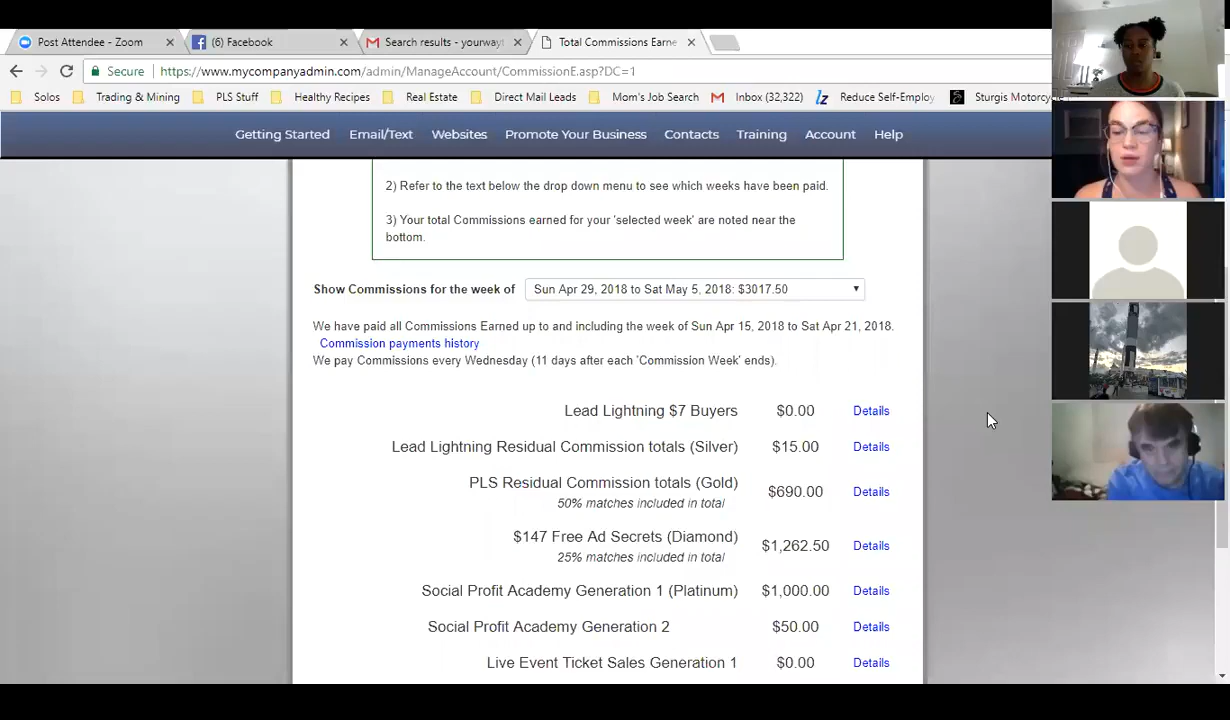 Post Attendee - Zoom
(6) Facebook
Search results - yourwayt
Total Commissions Earne
Secure
https://www.mycompanyadmin.com/admin/ManageAccount/CommissionE.asp?DC=1
Solos
Trading & Mining
PLS Stuff
Healthy Recipes
Real Estate
Direct Mail Leads
Mom's Job Search
Inbox (32,322)
Reduce Self-Employ
Sturgis Motorcycle
Getting Started
Email/Text
Websites
Promote Your Business
Contacts
Training
Account
Help
2) Refer to the text below the drop down menu to see which weeks have been paid.
3) Your total Commissions earned for your 'selected week' are noted near the
bottom.
Show Commissions for the week of
Sun Apr 29, 2018 to Sat May 5, 2018: $3017.50
We have paid all Commissions Earned up to and including the week of Sun Apr 15, 2018 to Sat Apr 21, 2018.
Commission payments history
We pay Commissions every Wednesday (11 days after each 'Commission Week' ends).
Lead Lightning $7 Buyers $0.00 Details
Lead Lightning Residual Commission totals (Silver) $15.00 Details
PLS Residual Commission totals (Gold)
50% matches included in total
$690.00 Details
$147 Free Ad Secrets (Diamond)
25% matches included in total
$1,262.50 Details
Social Profit Academy Generation 1 (Platinum) $1,000.00 Details
Social Profit Academy Generation 2 $50.00 Details
Live Event Ticket Sales Generation 1 $0.00 Details